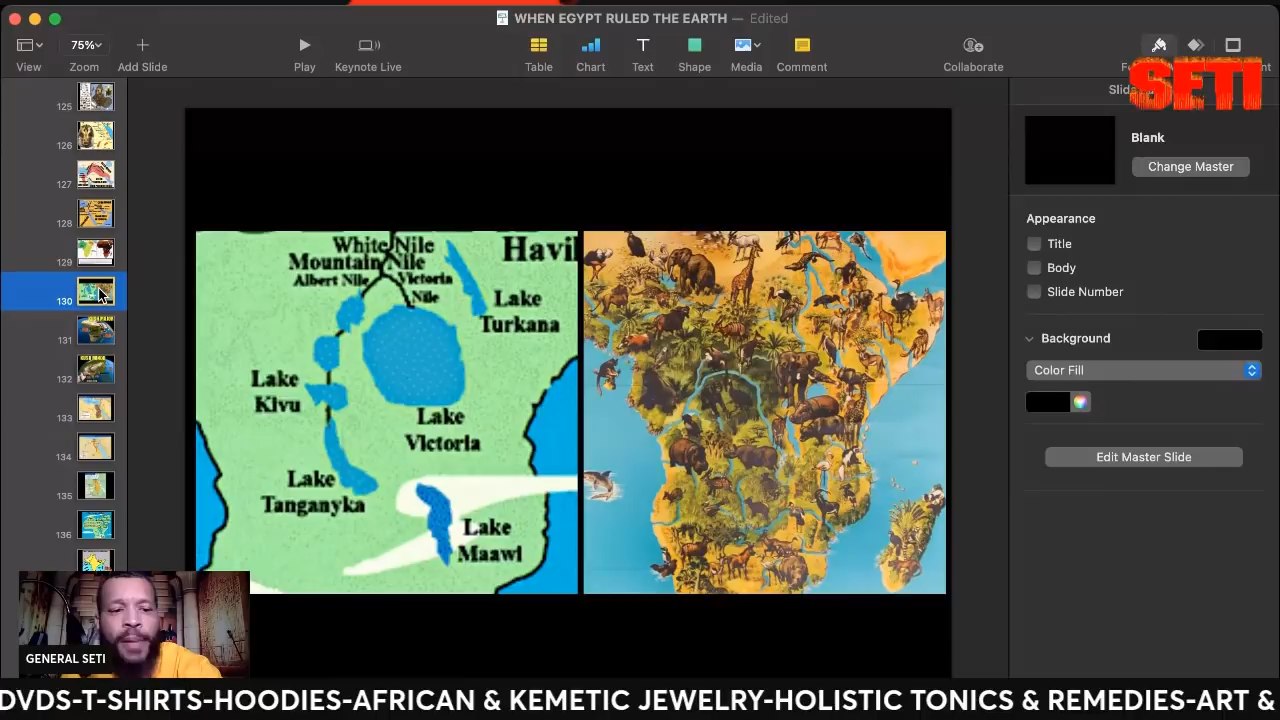 WHEN EGYPT RULED THE EARTH — Edited
View
75%
Zoom
Add Slide
Play
Keynote Live
Table
Chart
Text
Shape
Media
Comment
Collaborate
SETI
125
126
127
128
129
130
131
132
133
134
135
136
White Nile
Mountain Nile
Albert Nile
Victoria
Nile
Havil
Lake
Turkana
Lake
Kivu
Lake
Victoria
Lake
Tanganyka
Lake
Maawi
Blank
Change Master
Appearance
Title
Body
Slide Number
Background
Color Fill
Edit Master Slide
GENERAL SETI
DVDS-T-SHIRTS-HOODIES-AFRICAN & KEMETIC JEWELRY-HOLISTIC TONICS & REMEDIES-ART &